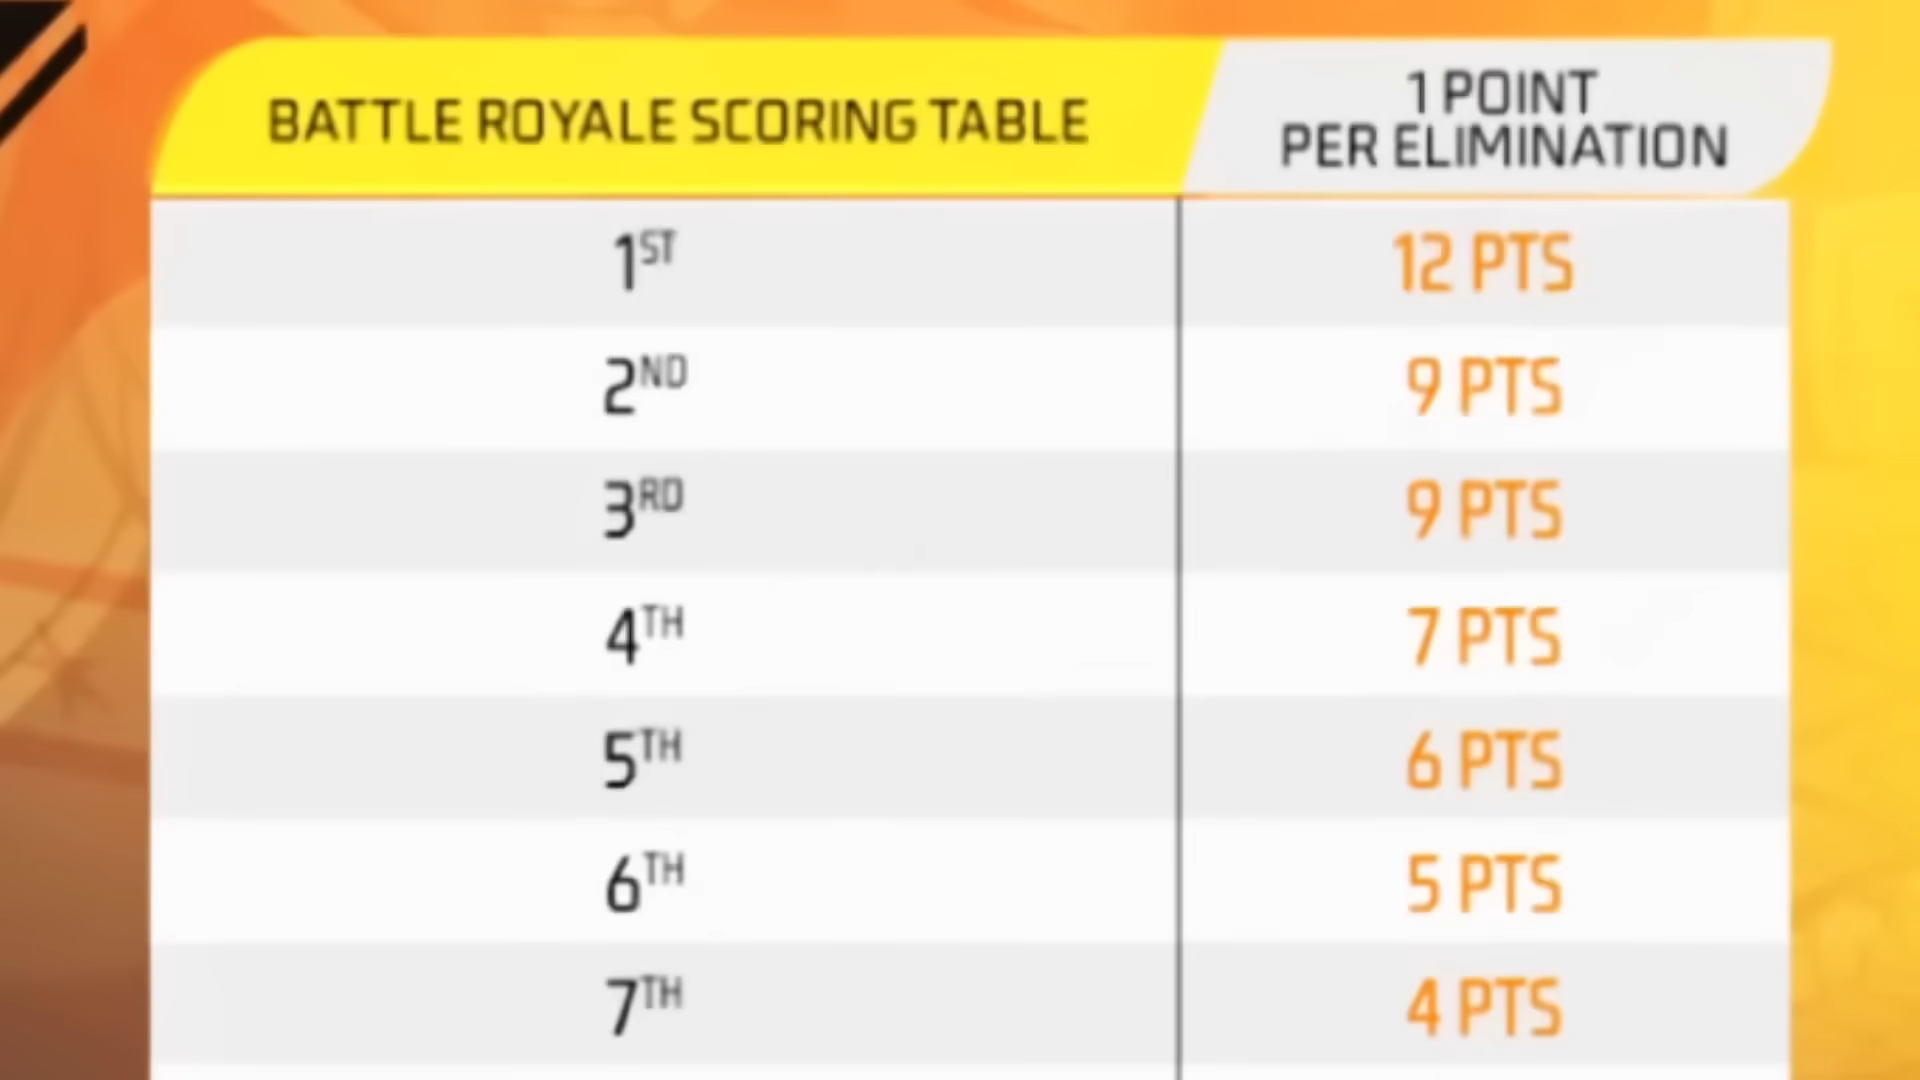 BATTLE ROYALE SCORING TABLE
1 POINT
PER ELIMINATION
1ST 12 PTS
2ND 9 PTS
3RD 9 PTS
4TH 7 PTS
5TH 6 PTS
6TH 5 PTS
7TH 4 PTS